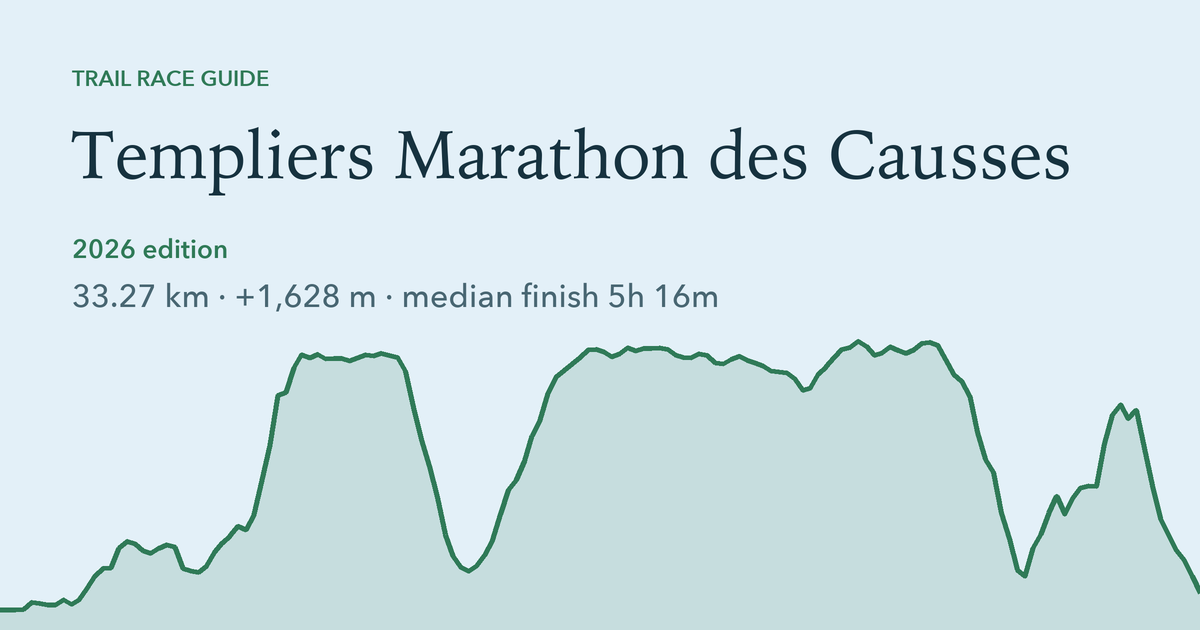 TRAIL RACE GUIDE
Templiers Marathon des Causses
2026 edition
33.27 km · +1,628 m · median finish 5h 16m